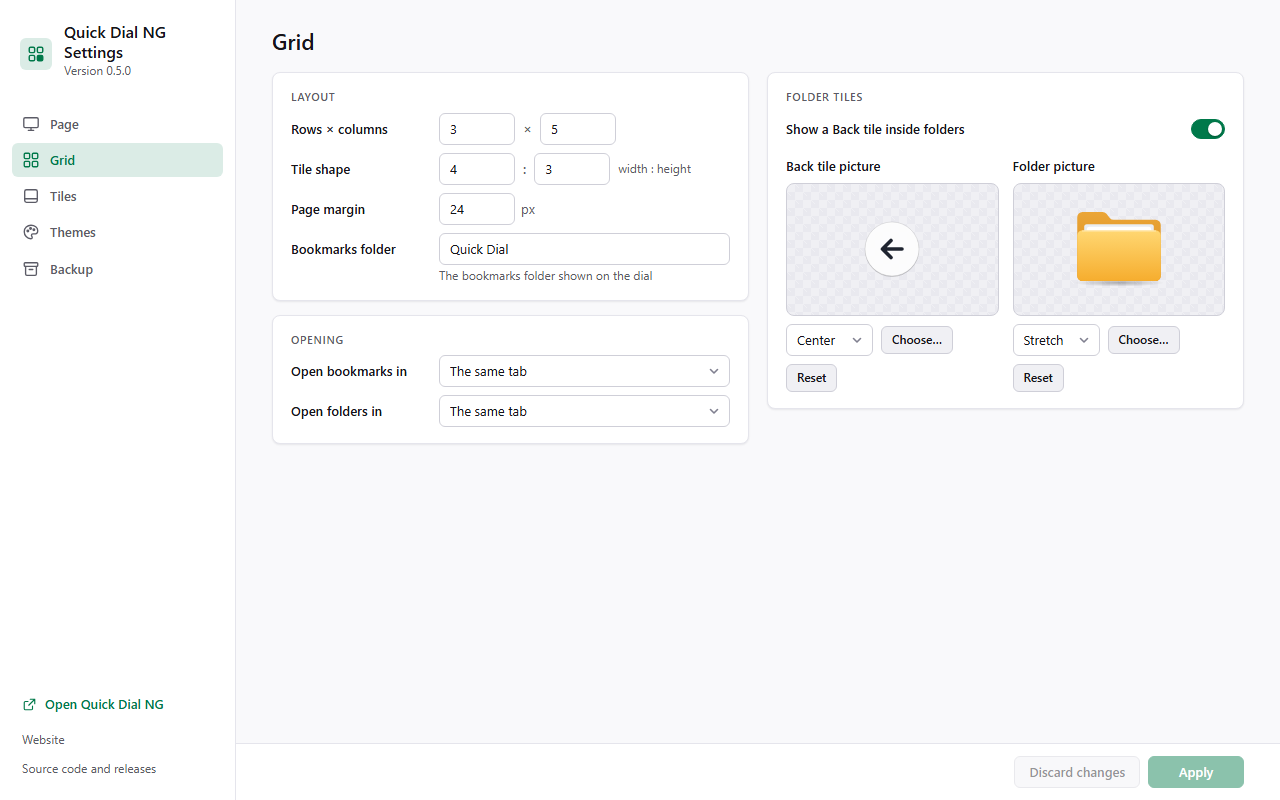 Quick Dial NG
Settings
Version 0.5.0
Page
Grid
Tiles
Themes
Backup
Open Quick Dial NG
Website
Source code and releases
Grid
LAYOUT
Rows × columns 3 × 5
Tile shape 4 : 3 width : height
Page margin 24 px
Bookmarks folder Quick Dial
The bookmarks folder shown on the dial
OPENING
Open bookmarks in The same tab
Open folders in The same tab
FOLDER TILES
Show a Back tile inside folders
Back tile picture Folder picture
Center Choose... Stretch Choose...
Reset Reset
Discard changes Apply